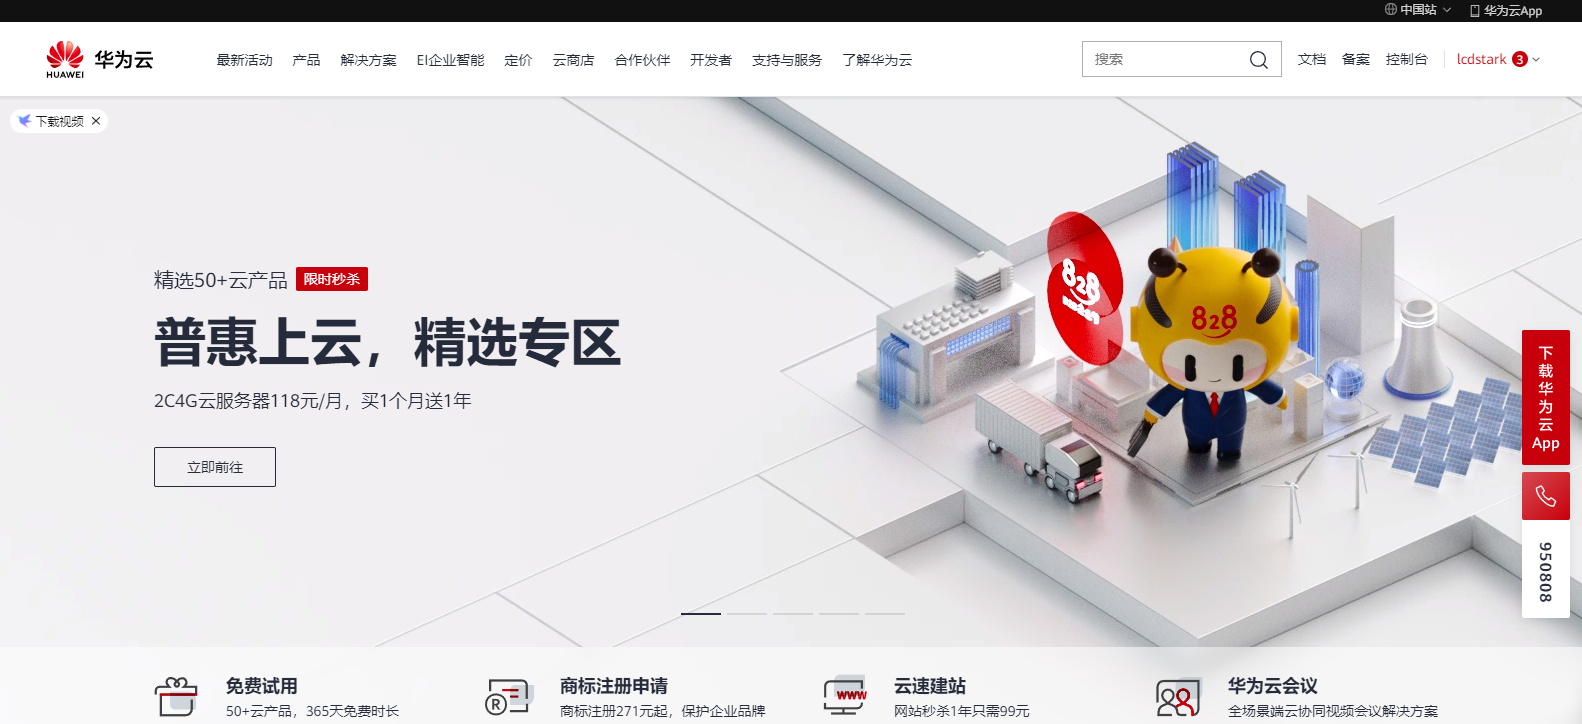 中国站
华为云App
HUAWEI
华为云
最新活动
产品
解决方案
EI企业智能
定价
云商店
合作伙伴
开发者
支持与服务
了解华为云
搜索
文档
备案
控制台
lcdstark
3
下载视频
精选50+云产品
限时秒杀
普惠上云，精选专区
2C4G云服务器118元/月，买1个月送1年
立即前往
828
828
下载华为云App
950808
R
免费试用
50+云产品，365天免费时长
商标注册申请
商标注册271元起，保护企业品牌
www
云速建站
网站秒杀1年只需99元
华为云会议
全场景端云协同视频会议解决方案